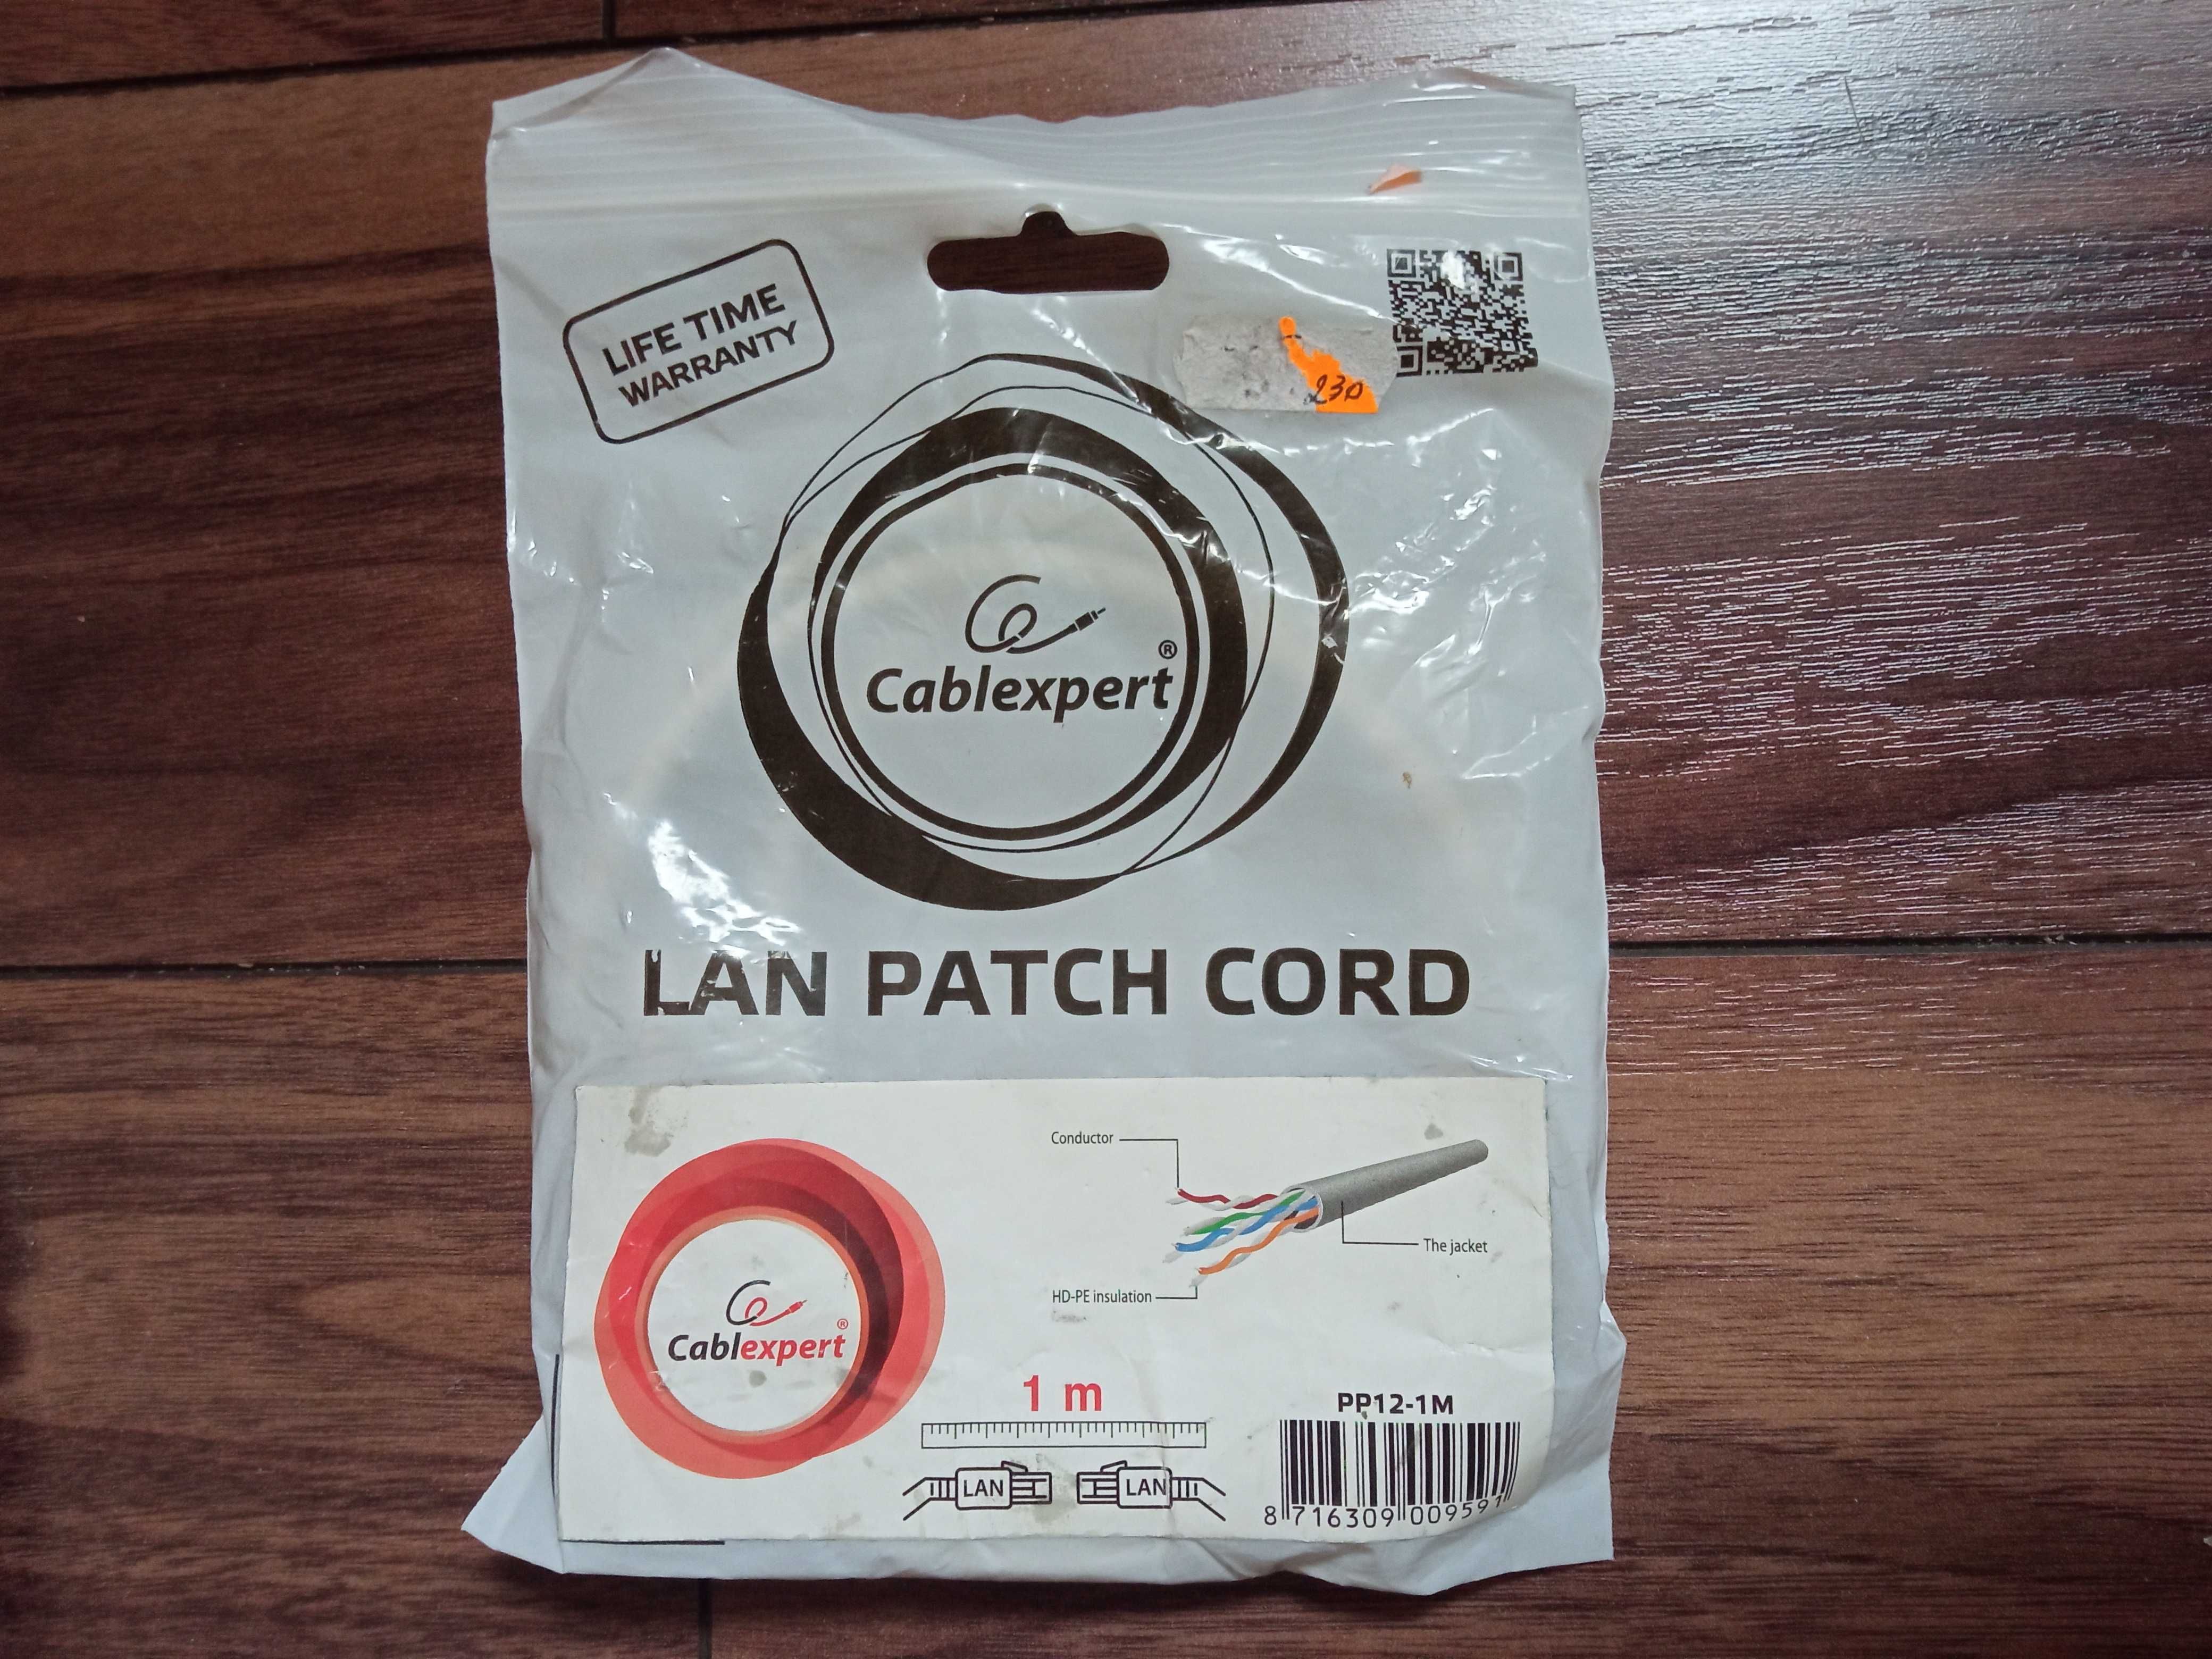 LIFE TIME
WARRANTY
230
Cablexpert®
LAN PATCH CORD
Conductor
The jacket
HD-PE insulation
Cablexpert®
1 m
PP12-1M
LAN
LAN
8 716309 009591